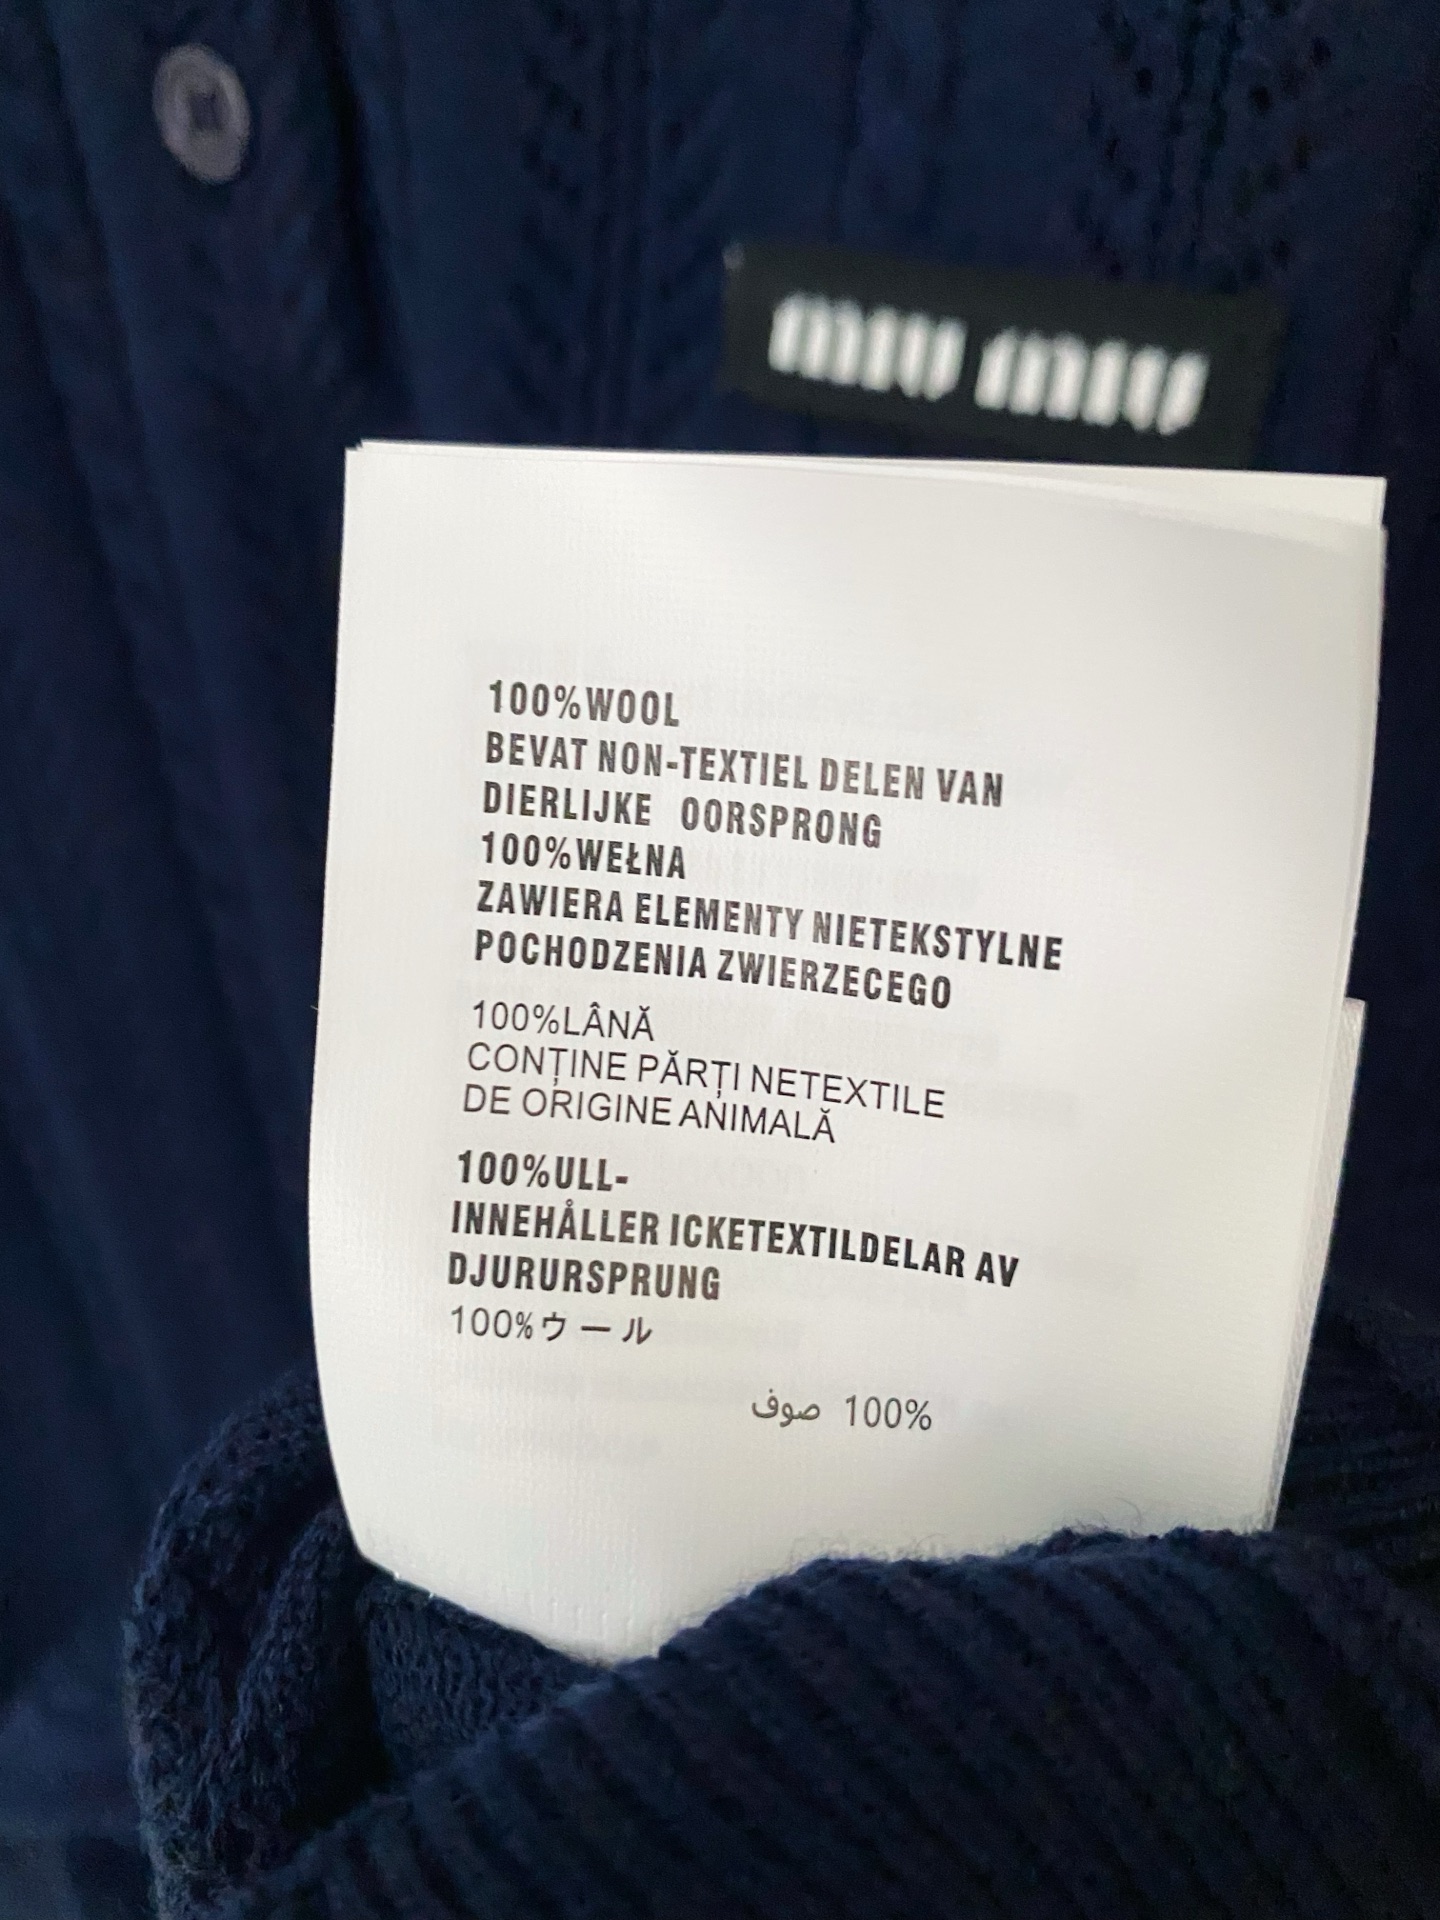 miu miu
100%WOOL
BEVAT NON-TEXTIEL DELEN VAN
DIERLIJKE OORSPRONG
100%WEŁNA
ZAWIERA ELEMENTY NIETEKSTYLNE
POCHODZENIA ZWIERZECEGO
100%LÂNĂ
CONȚINE PĂRȚI NETEXTILE
DE ORIGINE ANIMALĂ
100%ULL-
INNEHÅLLER ICKETEXTILDELAR AV
DJURURSPRUNG
100%ウール
100% صوف